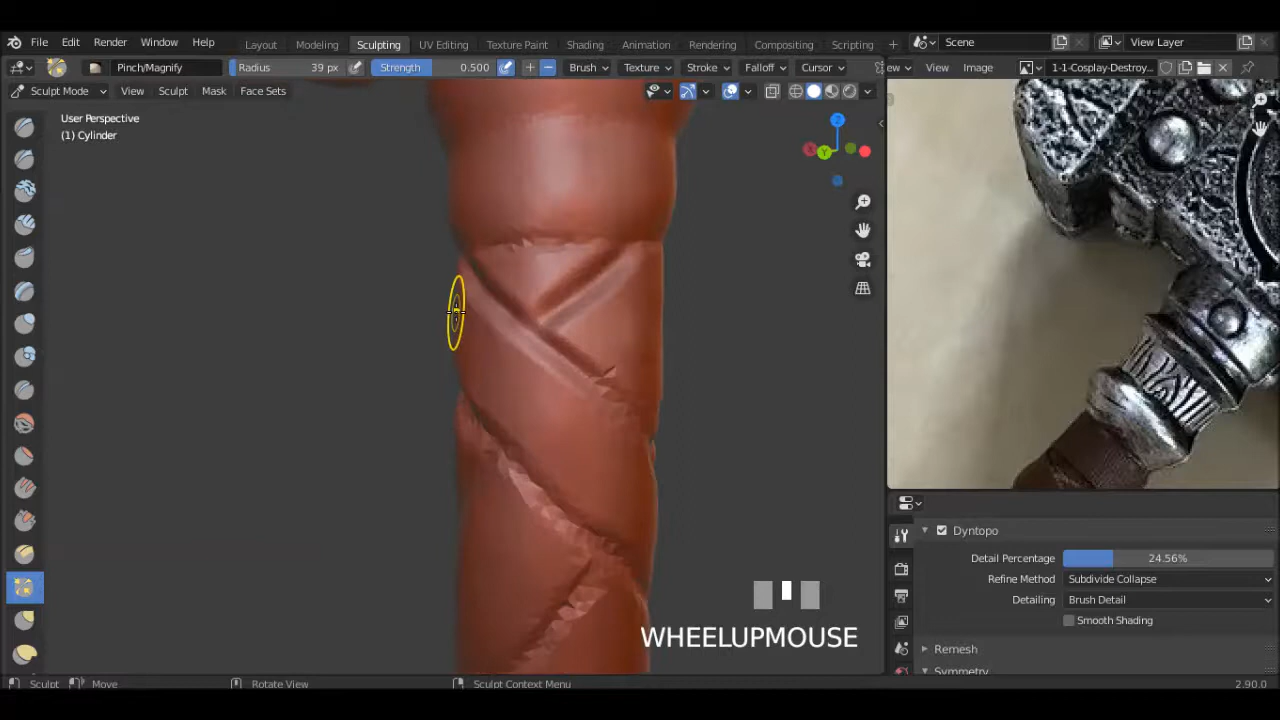 File Edit Render Window Help Layout Modeling Sculpting UV Editing Texture Paint Shading Animation Rendering Compositing Scripting + Scene View Layer
Pinch/Magnify Radius 39 px Strength 0.500 + − Brush Texture Stroke Falloff Cursor View Image 1-1-Cosplay-Destroy...
Sculpt Mode View Sculpt Mask Face Sets
User Perspective
(1) Cylinder
Z
X Y
Dyntopo
Detail Percentage 24.56%
Refine Method Subdivide Collapse
Detailing Brush Detail
Smooth Shading
WHEELUPMOUSE
Remesh
Symmetry
Sculpt Move Rotate View Sculpt Context Menu 2.90.0